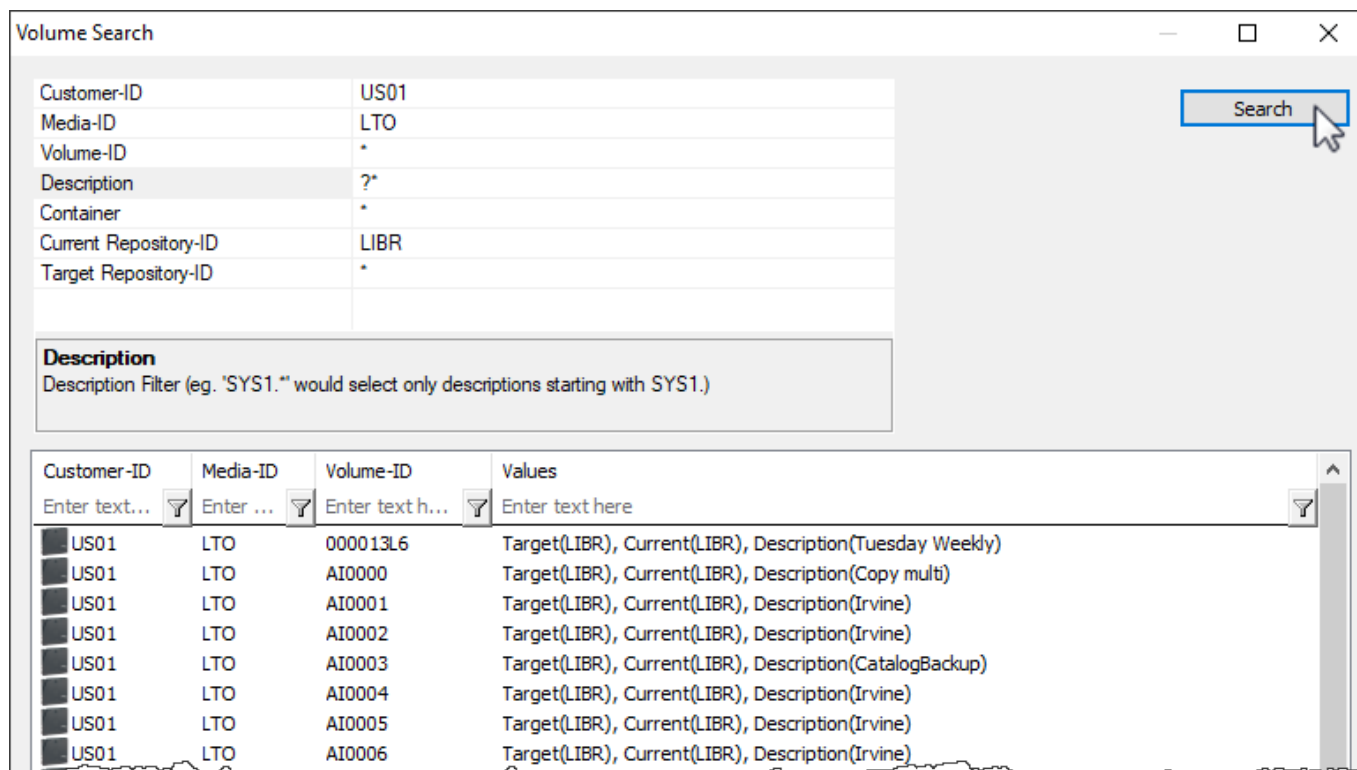 Volume Search
Customer-ID US01
Media-ID LTO
Volume-ID *
Description ?*
Container *
Current Repository-ID LIBR
Target Repository-ID *
Search
Description
Description Filter (eg. 'SYS1.*' would select only descriptions starting with SYS1.)
Customer-ID Media-ID Volume-ID Values
Enter text... Enter ... Enter text h... Enter text here
US01 LTO 000013L6 Target(LIBR), Current(LIBR), Description(Tuesday Weekly)
US01 LTO AI0000 Target(LIBR), Current(LIBR), Description(Copy multi)
US01 LTO AI0001 Target(LIBR), Current(LIBR), Description(Irvine)
US01 LTO AI0002 Target(LIBR), Current(LIBR), Description(Irvine)
US01 LTO AI0003 Target(LIBR), Current(LIBR), Description(CatalogBackup)
US01 LTO AI0004 Target(LIBR), Current(LIBR), Description(Irvine)
US01 LTO AI0005 Target(LIBR), Current(LIBR), Description(Irvine)
US01 LTO AI0006 Target(LIBR), Current(LIBR), Description(Irvine)